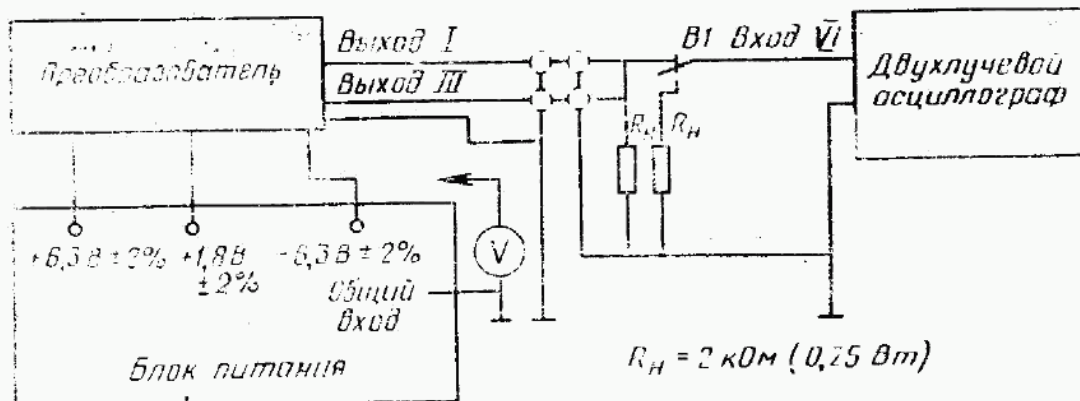 Выход I
Преобразователь
Выход III
В1 Вход VI
Двухлучевой
осциллограф
Rн Rн
V
+6,3 В ± 2% +1,8 В
± 2%
-6,3 В ± 2%
Общий
вход
Блок питания
Rн = 2 кОм (0,25 Вт)